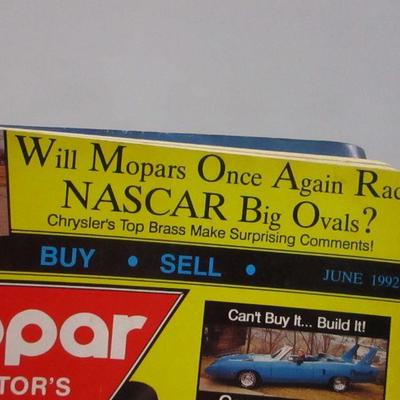 Will Mopars Once Again Rac
NASCAR Big Ovals?
Chrysler's Top Brass Make Surprising Comments!
BUY • SELL •
JUNE 1992
opar
TOR'S
Can't Buy It... Build It!